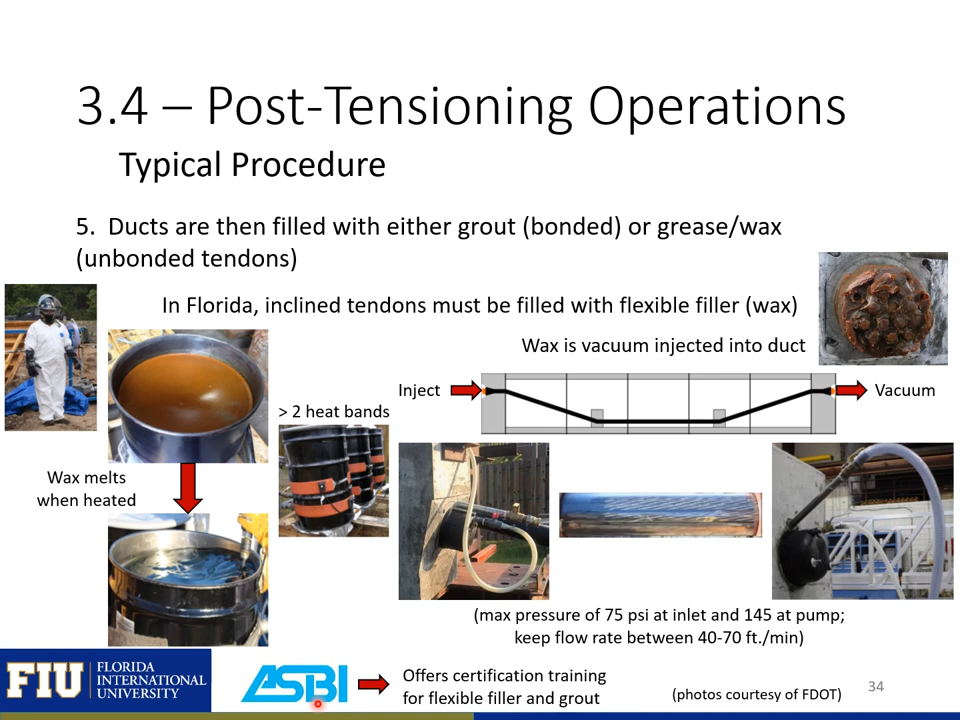 3.4 – Post-Tensioning Operations
Typical Procedure
5. Ducts are then filled with either grout (bonded) or grease/wax
(unbonded tendons)
In Florida, inclined tendons must be filled with flexible filler (wax)
Wax is vacuum injected into duct
Inject
Vacuum
> 2 heat bands
Wax melts
when heated
(max pressure of 75 psi at inlet and 145 at pump;
keep flow rate between 40-70 ft./min)
FIU
FLORIDA
INTERNATIONAL
UNIVERSITY
ASBI
Offers certification training
for flexible filler and grout
(photos courtesy of FDOT)
34